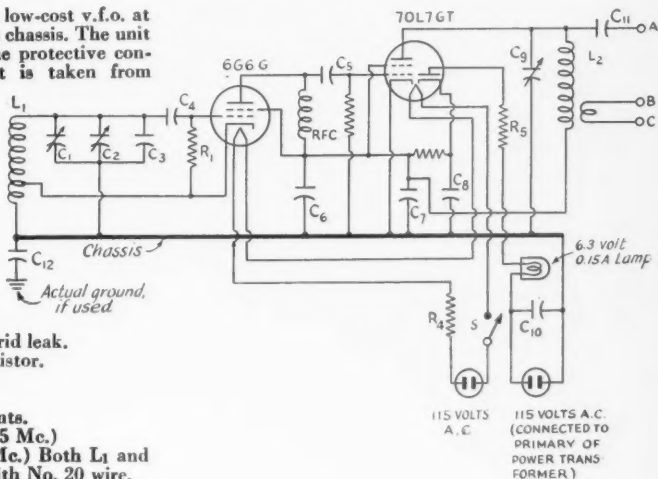 low-cost v.f.o. at
chassis. The unit
e protective con-
t is taken from
6G6G
70L7GT
C5
C11
A
C9
L2
B
C
L1
C4
C1
C2
C3
R1
RFC
R5
C6
C7
C8
Chassis
C12
Actual ground,
if used
6.3 volt
0.15A Lamp
R4
S
C10
115 VOLTS
A.C.
115 VOLTS A.C.
(CONNECTED TO
PRIMARY OF
POWER TRANS-
FORMER)
rid leak.
istor.
nts.
5 Mc.)
Mc.) Both L1 and
ith No. 20 wire.